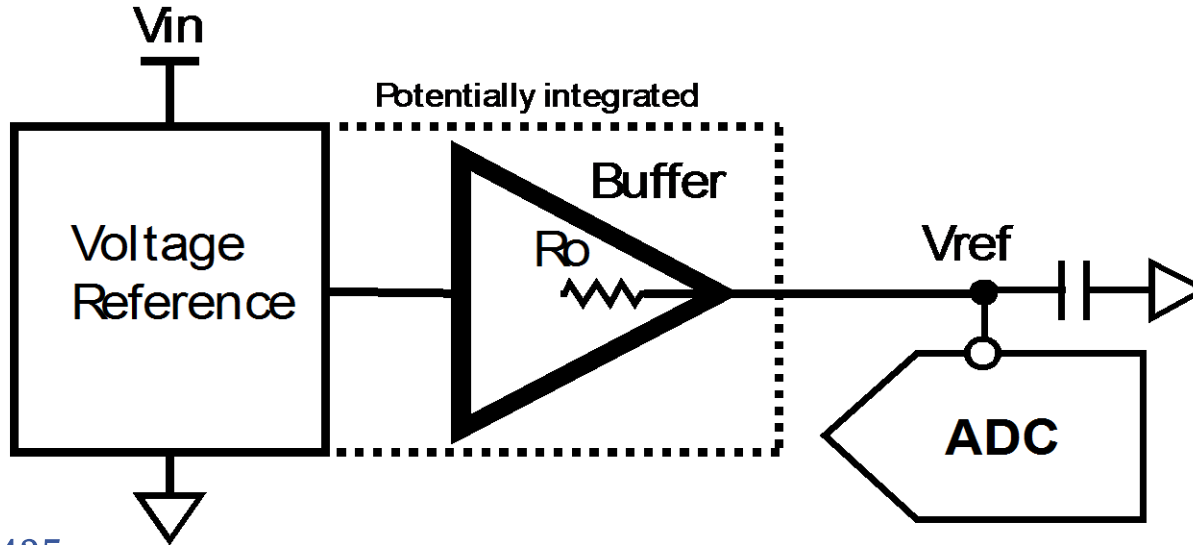 Vin
Potentially integrated
Buffer
Voltage
Reference
Ro
Vref
ADC